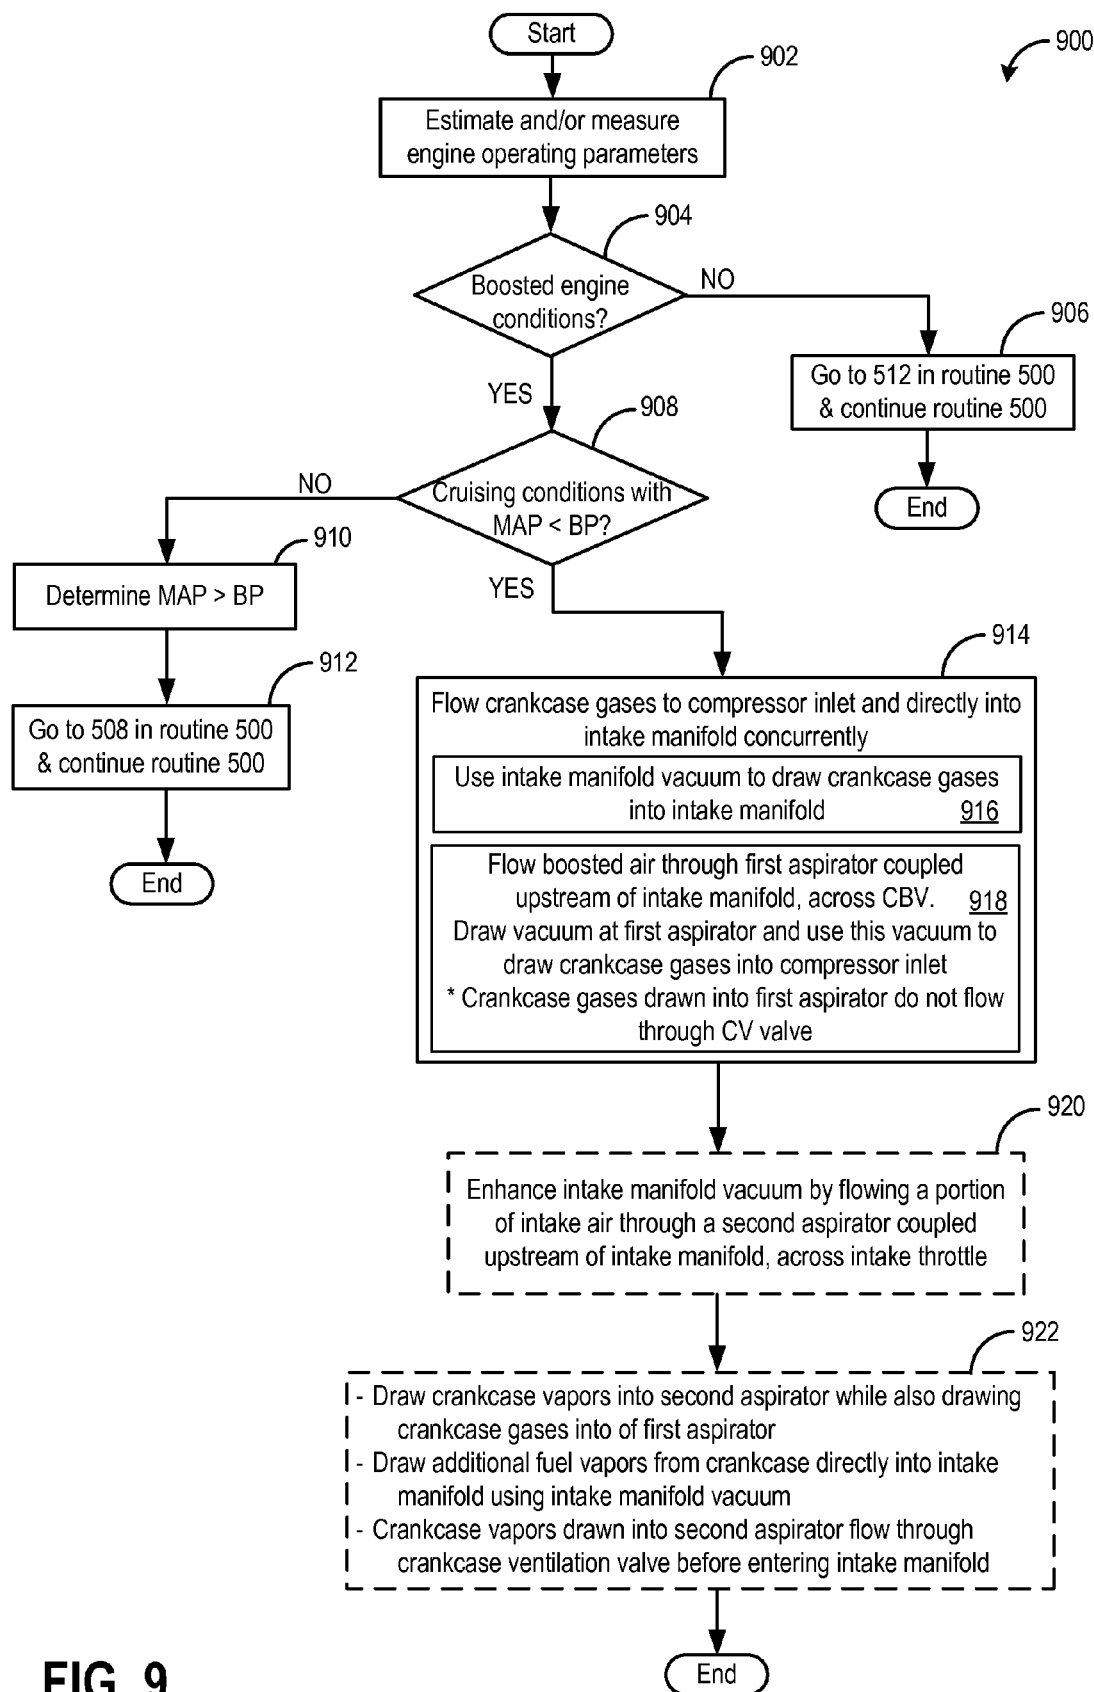 Start
900
902
Estimate and/or measure
engine operating parameters
904
Boosted engine
conditions?
NO
906
Go to 512 in routine 500
& continue routine 500
End
YES
908
Cruising conditions with
MAP < BP?
NO
910
Determine MAP > BP
912
Go to 508 in routine 500
& continue routine 500
End
YES
914
Flow crankcase gases to compressor inlet and directly into
intake manifold concurrently
Use intake manifold vacuum to draw crankcase gases
into intake manifold 916
Flow boosted air through first aspirator coupled
upstream of intake manifold, across CBV. 918
Draw vacuum at first aspirator and use this vacuum to
draw crankcase gases into compressor inlet
* Crankcase gases drawn into first aspirator do not flow
through CV valve
920
Enhance intake manifold vacuum by flowing a portion
of intake air through a second aspirator coupled
upstream of intake manifold, across intake throttle
922
- Draw crankcase vapors into second aspirator while also drawing
crankcase gases into of first aspirator
- Draw additional fuel vapors from crankcase directly into intake
manifold using intake manifold vacuum
- Crankcase vapors drawn into second aspirator flow through
crankcase ventilation valve before entering intake manifold
End
FIG. 9